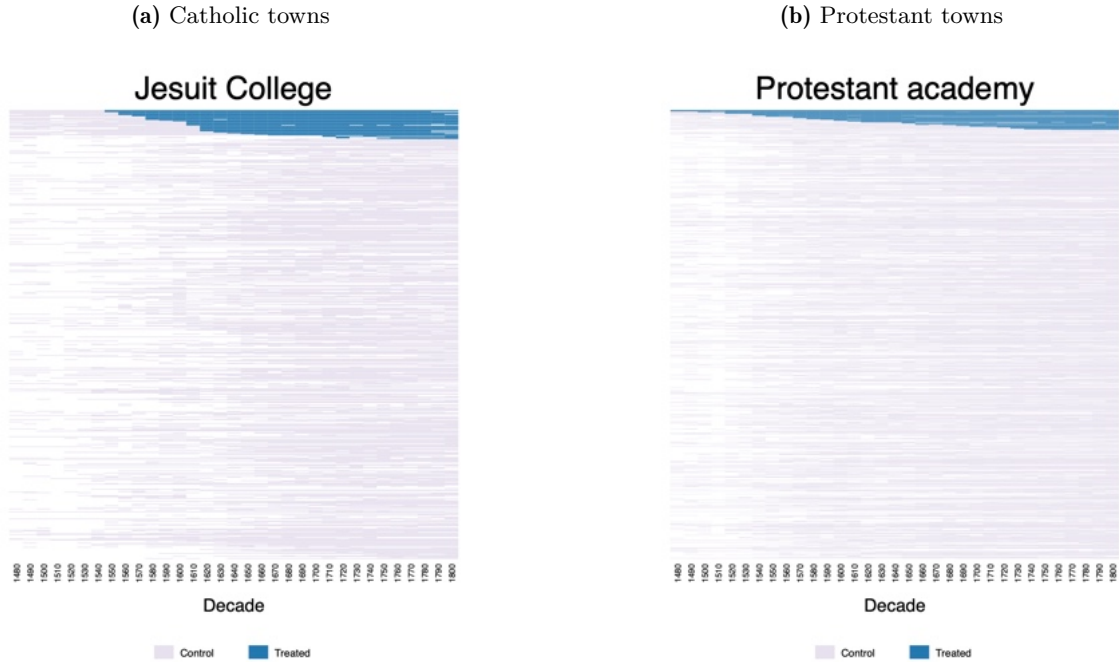 (a) Catholic towns
(b) Protestant towns
Jesuit College
Protestant academy
1480 1490 1500 1510 1520 1530 1540 1550 1560 1570 1580 1590 1600 1610 1620 1630 1640 1650 1660 1670 1680 1690 1700 1710 1720 1730 1740 1750 1760 1770 1780 1790 1800
1480 1490 1500 1510 1520 1530 1540 1550 1560 1570 1580 1590 1600 1610 1620 1630 1640 1650 1660 1670 1680 1690 1700 1710 1720 1730 1740 1750 1760 1770 1780 1790 1800
Decade
Decade
Control Treated
Control Treated